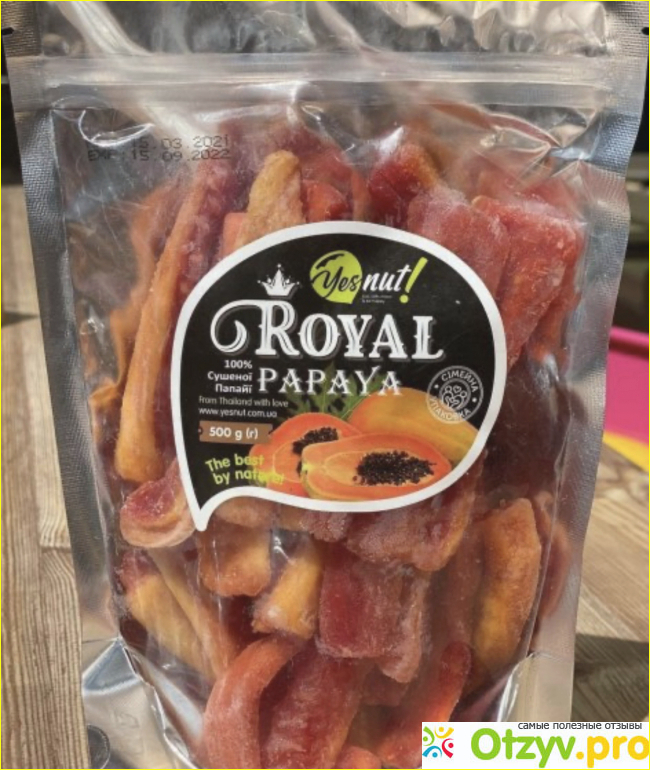 15.03 2021
EXP 15.09.2022
Yesnut!
ROYAL
100%
Сушеної
Папайї
PAPAYA
From Thailand with love
www.yesnut.com.ua
500 g (г)
СІМЕЙНА
УПАКОВКА
The best
by nature!
самые полезные отзывы
Otzyv.pro